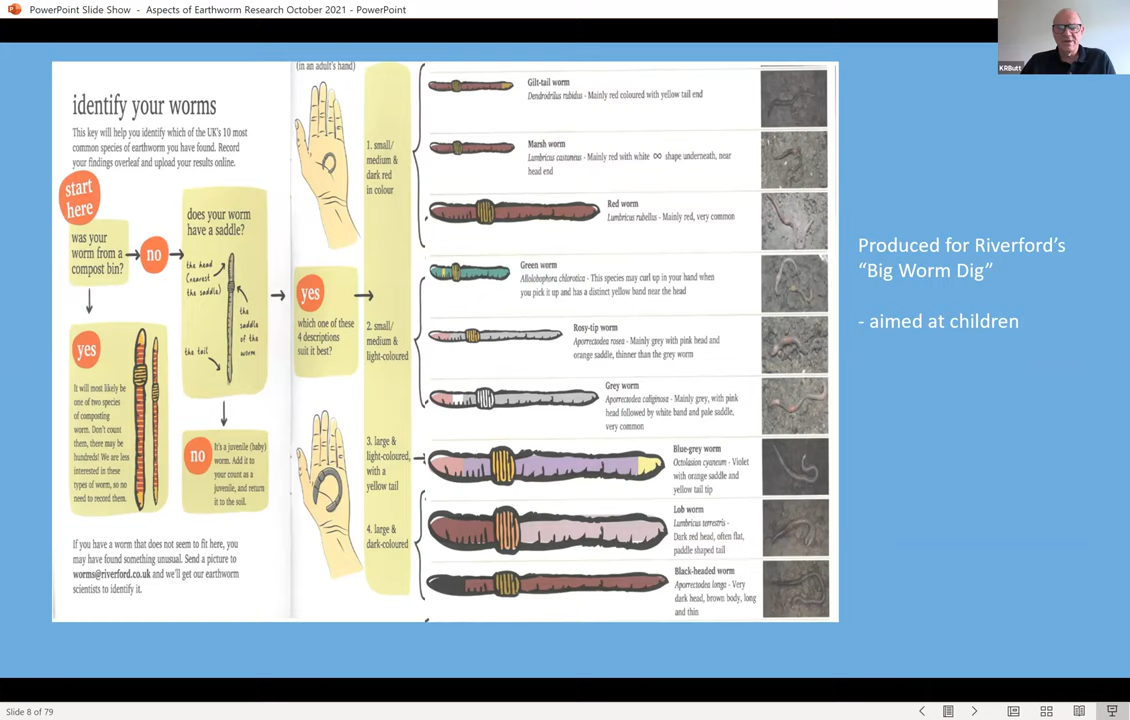 PowerPoint Slide Show - Aspects of Earthworm Research October 2021 - PowerPoint
KRButt
identify your worms
This key will help you identify which of the UK's 10 most
common species of earthworm you have found. Record
your findings overleaf and upload your results online.
start
here
was your
worm from a
compost bin?
no
does your worm
have a saddle?
the head
(nearest
the saddle)
the
saddle
of the
worm
the tail
yes
It will most likely be
one of two species
of composting
worm. Don't count
them, there may be
hundreds! We are less
interested in these
types of worm, so no
need to record them.
no
It's a juvenile (baby)
worm. Add it to
your count as a
juvenile, and return
it to the soil.
If you have a worm that does not seem to fit here, you
may have found something unusual. Send a picture to
worms@riverford.co.uk and we'll get our earthworm
scientists to identify it.
(in an adult's hand)
yes
which one of these
4 descriptions
suit it best?
1. small/
medium &
dark red
in colour
2. small/
medium &
light-coloured
3. large &
light-coloured,
with a
yellow tail
4. large &
dark-coloured
Gilt-tail worm
Dendrodrilus rubidus - Mainly red coloured with yellow tail end
Marsh worm
Lumbricus castaneus - Mainly red with white ∞ shape underneath, near
head end
Red worm
Lumbricus rubellus - Mainly red, very common
Green worm
Allolobophora chlorotica - This species may curl up in your hand when
you pick it up and has a distinct yellow band near the head
Rosy-tip worm
Aporrectodea rosea - Mainly grey with pink head and
orange saddle, thinner than the grey worm
Grey worm
Aporrectodea caliginosa - Mainly grey, with pink
head followed by white band and pale saddle,
very common
Blue-grey worm
Octolasion cyaneum - Violet
with orange saddle and
yellow tail tip
Lob worm
Lumbricus terrestris -
Dark red head, often flat,
paddle shaped tail
Black-headed worm
Aporrectodea longa - Very
dark head, brown body, long
and thin
Produced for Riverford's
“Big Worm Dig”
- aimed at children
Slide 8 of 79